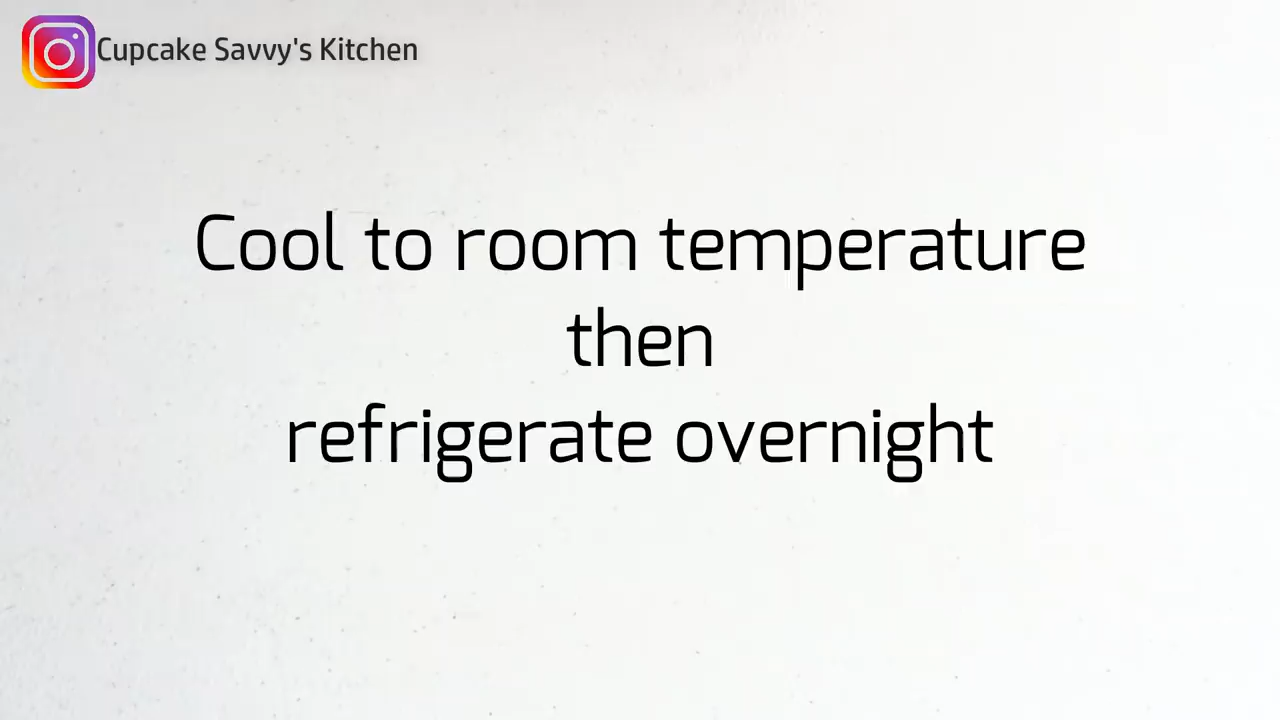 Cupcake Savvy's Kitchen
Cool to room temperature
then
refrigerate overnight